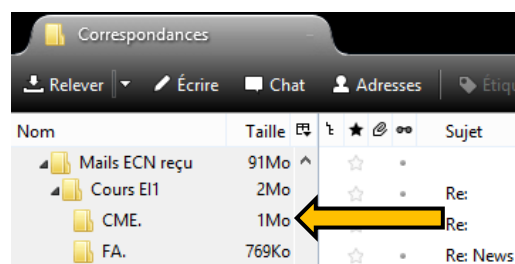 Correspondances
Relever Écrire Chat Adresses Étiqu
Nom Taille Sujet
Mails ECN reçu 91Mo
Cours EI1 2Mo Re:
CME. 1Mo Re:
FA. 769Ko Re: News